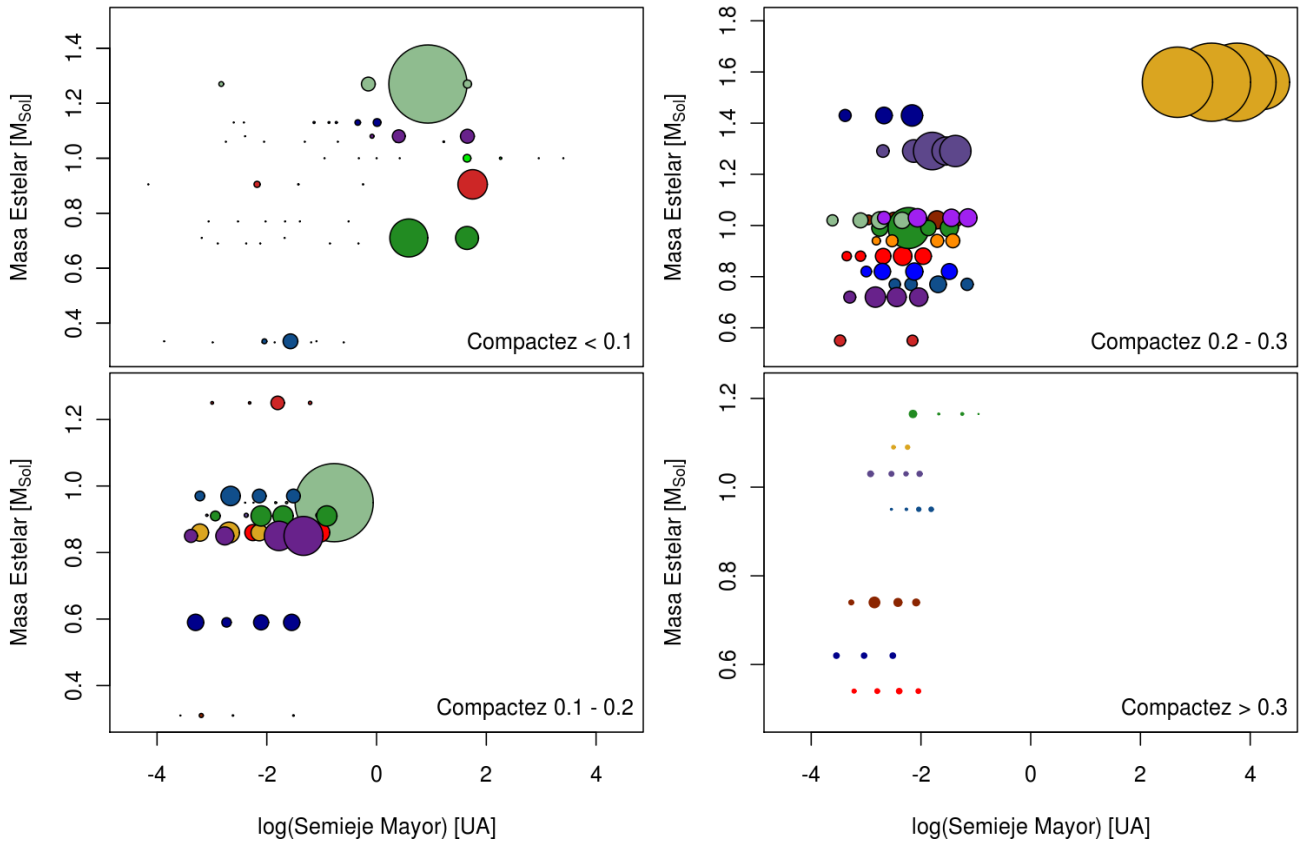 Masa Estelar [MSol]
1.4
1.2
1.0
0.8
0.6
0.4
Compactez < 0.1
Masa Estelar [MSol]
1.8
1.6
1.4
1.2
1.0
0.8
0.6
Compactez 0.2 - 0.3
Masa Estelar [MSol]
1.2
1.0
0.8
0.6
0.4
Compactez 0.1 - 0.2
-4 -2 0 2 4
log(Semieje Mayor) [UA]
Masa Estelar [MSol]
1.2
1.0
0.8
0.6
Compactez > 0.3
-4 -2 0 2 4
log(Semieje Mayor) [UA]